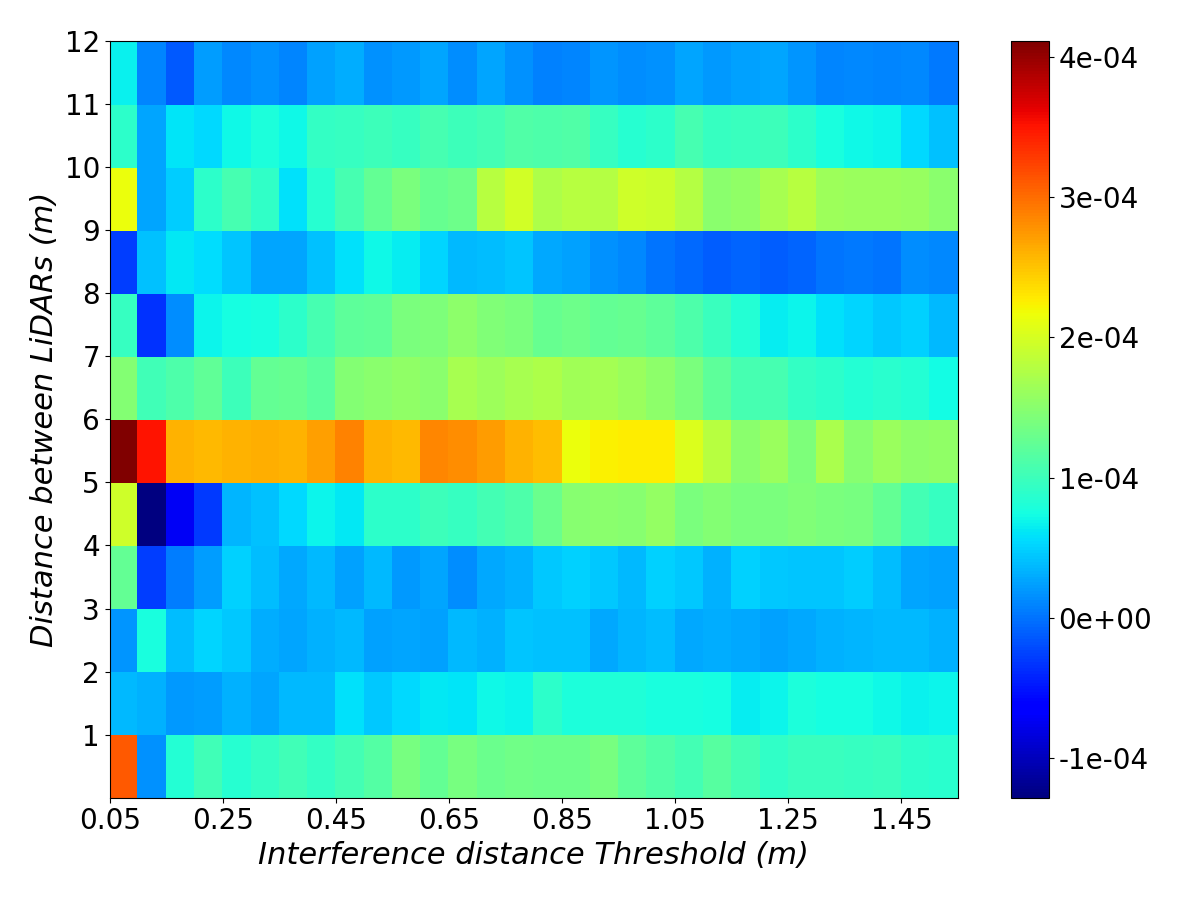 12
11
10
9
8
7
6
5
4
3
2
1
Distance between LiDARs (m)
0.05 0.25 0.45 0.65 0.85 1.05 1.25 1.45
Interference distance Threshold (m)
4e-04
3e-04
2e-04
1e-04
0e+00
-1e-04